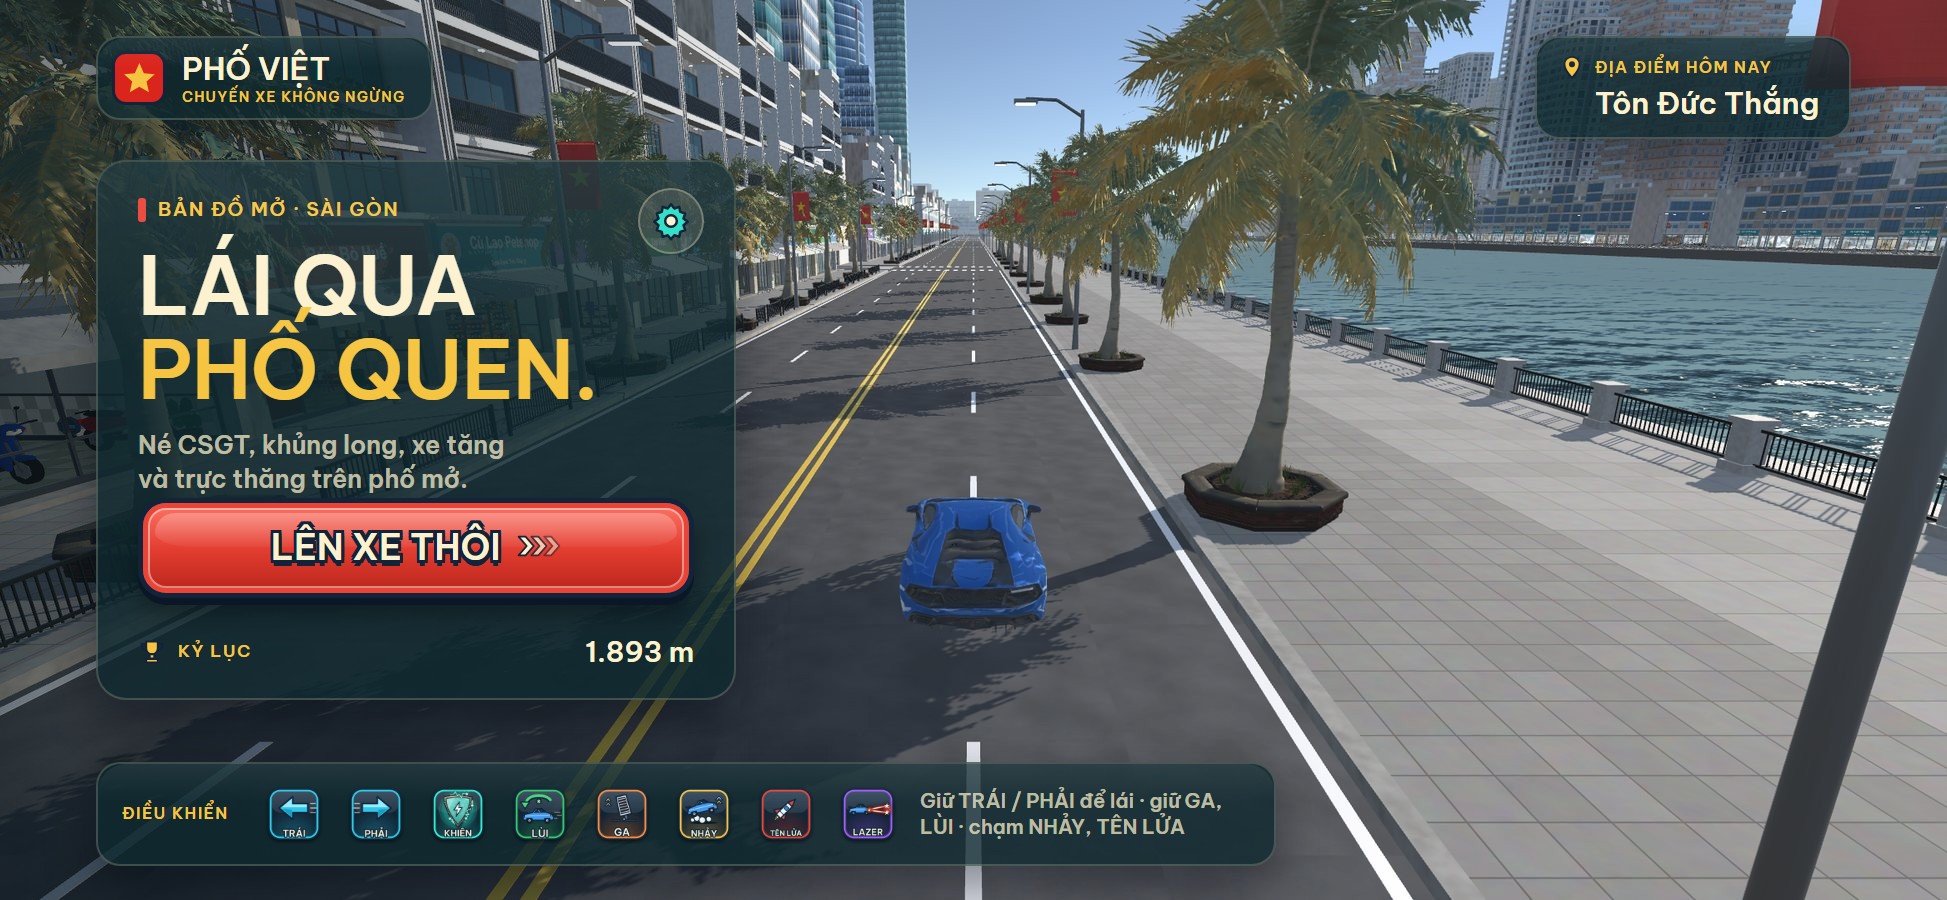 PHỐ VIỆT
CHUYẾN XE KHÔNG NGỪNG
ĐỊA ĐIỂM HÔM NAY
Tôn Đức Thắng
BẢN ĐỒ MỞ · SÀI GÒN
LÁI QUA
PHỐ QUEN.
Né CSGT, khủng long, xe tăng
và trực thăng trên phố mở.
LÊN XE THÔI
KỶ LỤC
1.893 m
ĐIỀU KHIỂN
TRÁI
PHẢI
KHIÊN
LÙI
GA
NHẢY
TÊN LỬA
LAZER
Giữ TRÁI / PHẢI để lái · giữ GA,
LÙI · chạm NHẢY, TÊN LỬA